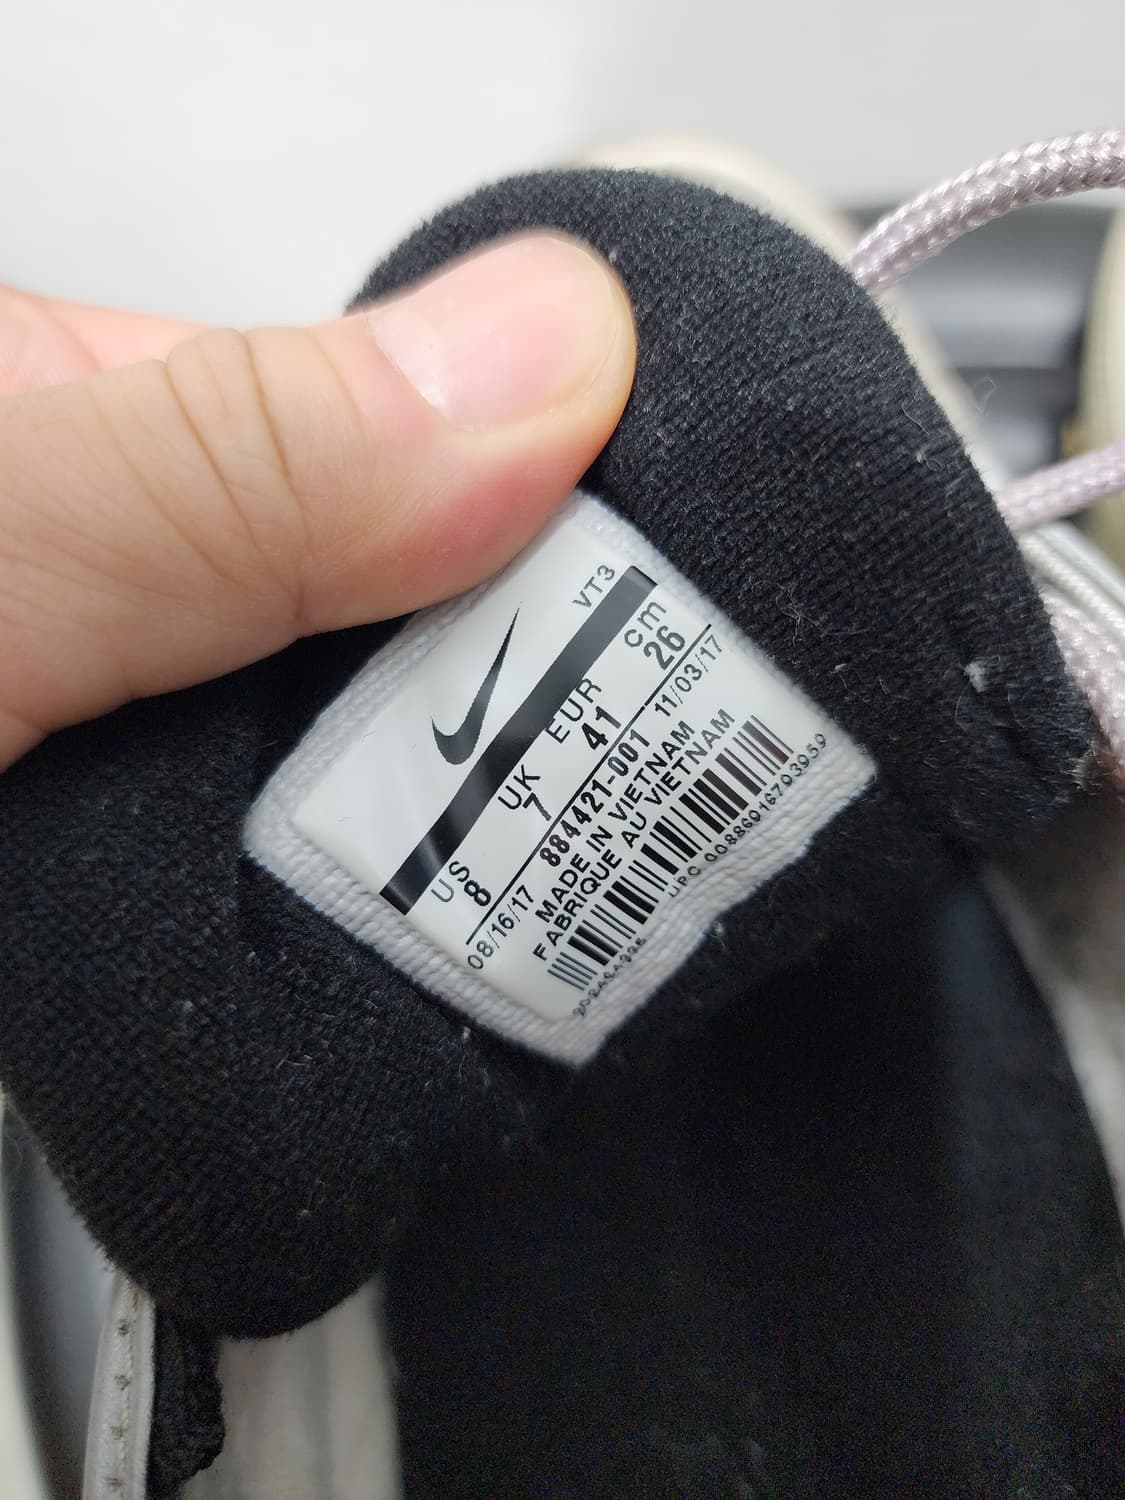 VT3
US UK EUR cm
8 7 41 26
08/16/17 884421-001 11/03/17
MADE IN VIETNAM
FABRIQUE AU VIETNAM
UPC 00886916793959